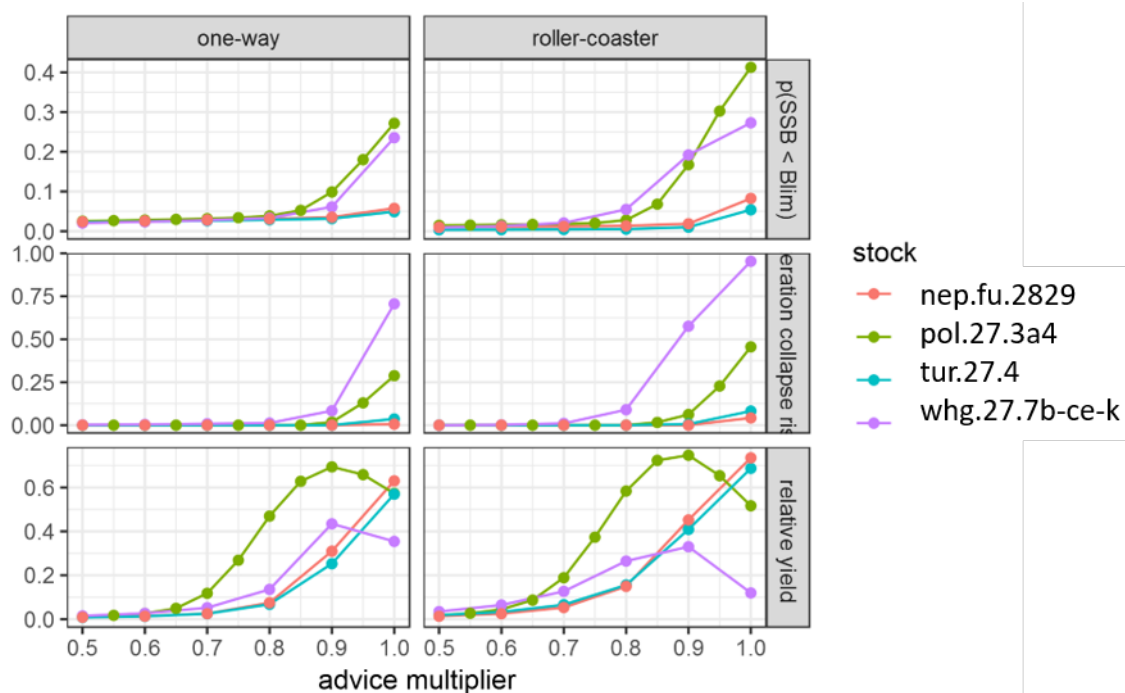 one-way
roller-coaster
0.4
0.3
0.2
0.1
0.0
p(SSB < Blim)
1.00
0.75
0.50
0.25
0.00
collapse
0.6
0.4
0.2
0.0
relative yield
0.5 0.6 0.7 0.8 0.9 1.0
0.5 0.6 0.7 0.8 0.9 1.0
advice multiplier
stock
nep.fu.2829
pol.27.3a4
tur.27.4
whg.27.7b-ce-k